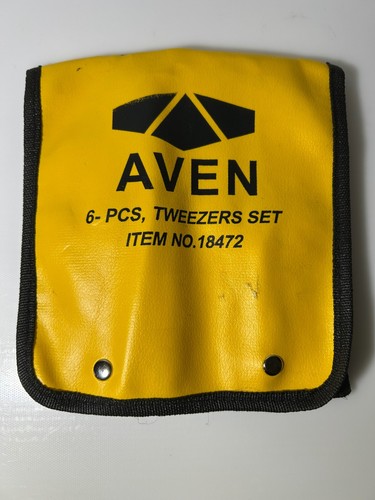 AVEN
6- PCS, TWEEZERS SET
ITEM NO.18472